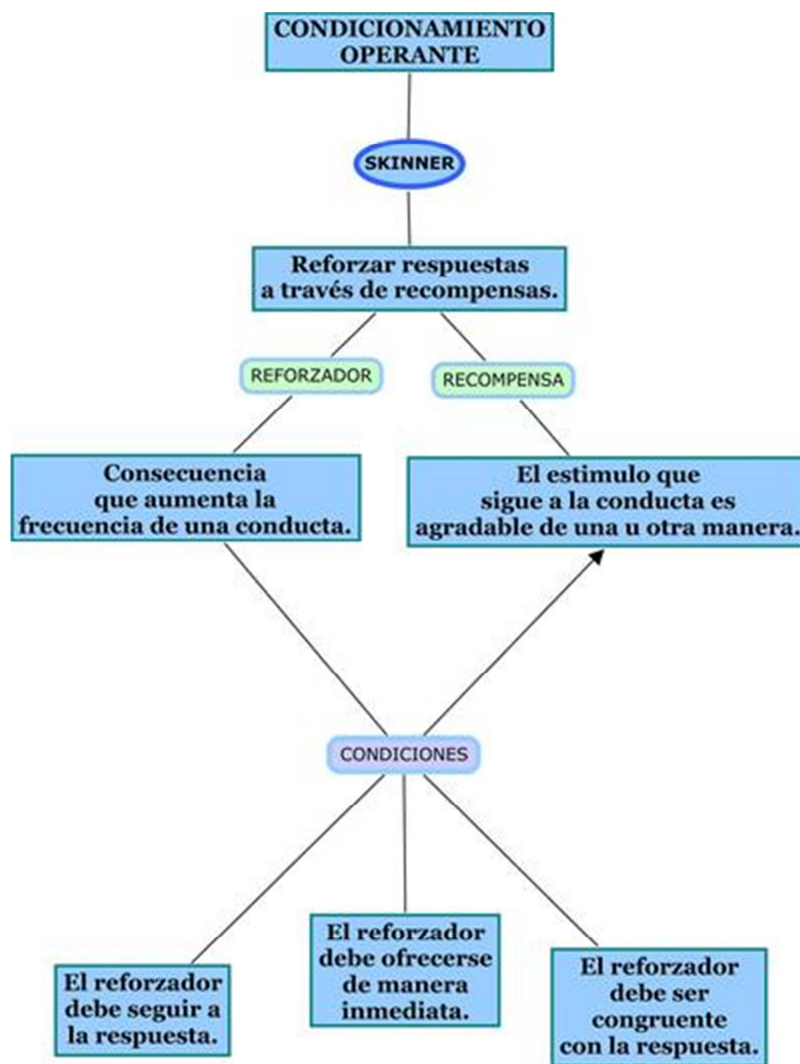 CONDICIONAMIENTO
OPERANTE
SKINNER
Reforzar respuestas
a través de recompensas.
REFORZADOR
RECOMPENSA
Consecuencia
que aumenta la
frecuencia de una conducta.
El estimulo que
sigue a la conducta es
agradable de una u otra manera.
CONDICIONES
El reforzador
debe seguir a
la respuesta.
El reforzador
debe ofrecerse
de manera
inmediata.
El reforzador
debe ser
congruente
con la respuesta.